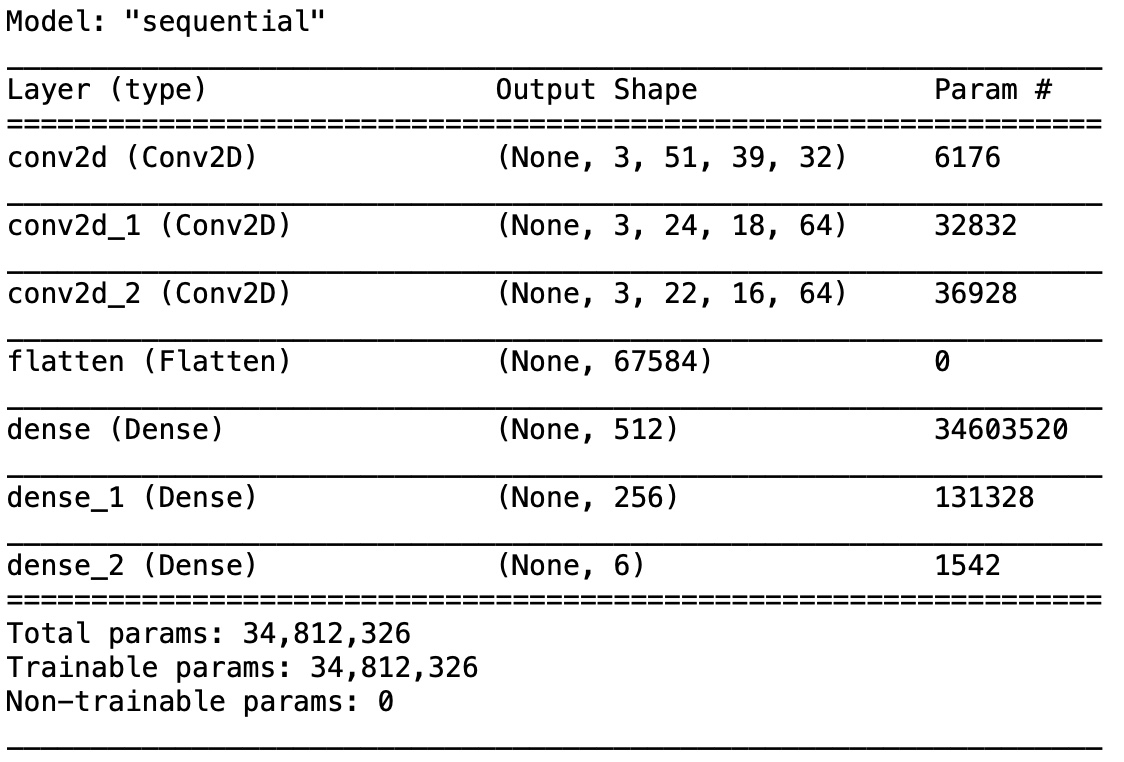 Model: "sequential"
Layer (type) Output Shape Param #
=================================================================
conv2d (Conv2D) (None, 3, 51, 39, 32) 6176
conv2d_1 (Conv2D) (None, 3, 24, 18, 64) 32832
conv2d_2 (Conv2D) (None, 3, 22, 16, 64) 36928
flatten (Flatten) (None, 67584) 0
dense (Dense) (None, 512) 34603520
dense_1 (Dense) (None, 256) 131328
dense_2 (Dense) (None, 6) 1542
=================================================================
Total params: 34,812,326
Trainable params: 34,812,326
Non-trainable params: 0